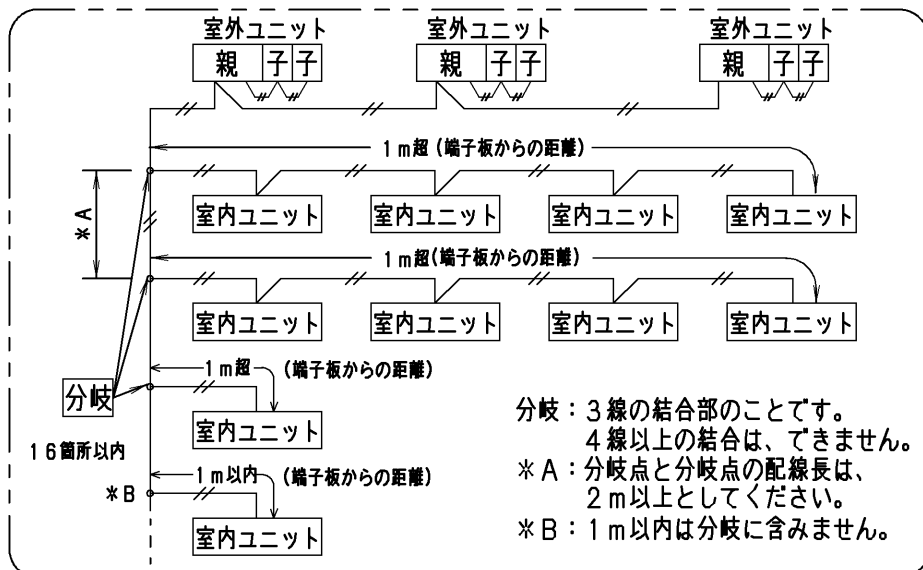 室外ユニット 室外ユニット 室外ユニット
親 子 子 親 子 子 親 子 子
1m超(端子板からの距離)
*A
室内ユニット 室内ユニット 室内ユニット 室内ユニット
1m超(端子板からの距離)
室内ユニット 室内ユニット 室内ユニット 室内ユニット
1m超 (端子板からの距離)
分岐
室内ユニット
16箇所以内
1m以内 (端子板からの距離)
*B
室内ユニット
分岐:3線の結合部のことです。
4線以上の結合は、できません。
*A:分岐点と分岐点の配線長は、
2m以上としてください。
*B:1m以内は分岐に含みません。